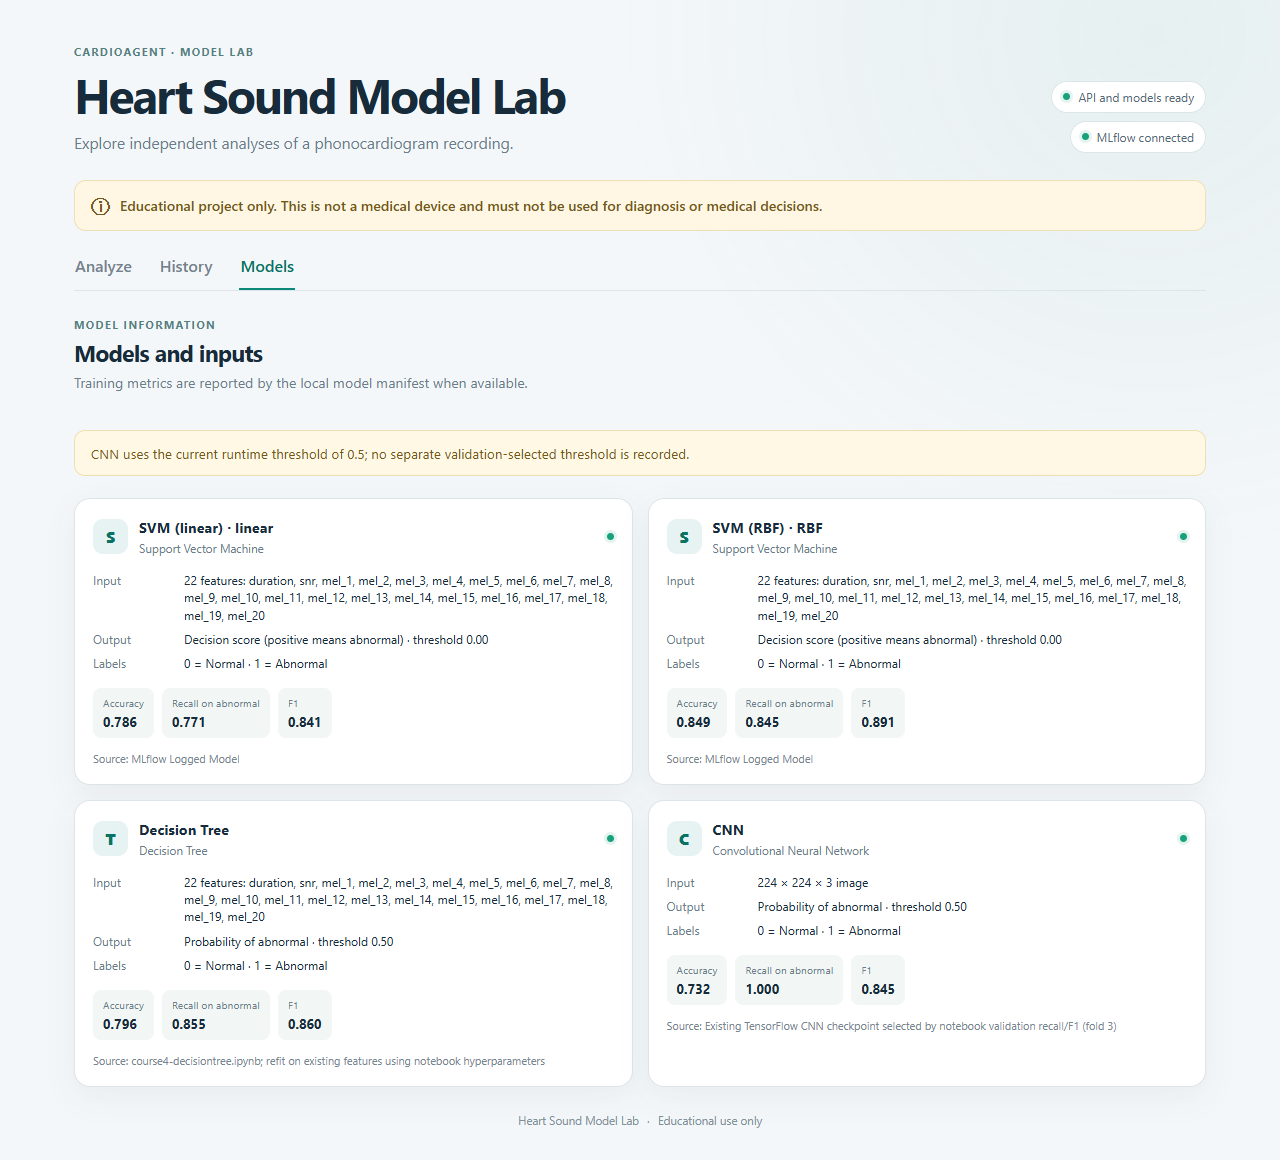 CARDIOAGENT · MODEL LAB
Heart Sound Model Lab
Explore independent analyses of a phonocardiogram recording.
API and models ready
MLflow connected
Educational project only. This is not a medical device and must not be used for diagnosis or medical decisions.
Analyze History Models
MODEL INFORMATION
Models and inputs
Training metrics are reported by the local model manifest when available.
CNN uses the current runtime threshold of 0.5; no separate validation-selected threshold is recorded.
S
SVM (linear) · linear
Support Vector Machine
Input 22 features: duration, snr, mel_1, mel_2, mel_3, mel_4, mel_5, mel_6, mel_7, mel_8,
mel_9, mel_10, mel_11, mel_12, mel_13, mel_14, mel_15, mel_16, mel_17, mel_18,
mel_19, mel_20
Output Decision score (positive means abnormal) · threshold 0.00
Labels 0 = Normal · 1 = Abnormal
Accuracy Recall on abnormal F1
0.786 0.771 0.841
Source: MLflow Logged Model
S
SVM (RBF) · RBF
Support Vector Machine
Input 22 features: duration, snr, mel_1, mel_2, mel_3, mel_4, mel_5, mel_6, mel_7, mel_8,
mel_9, mel_10, mel_11, mel_12, mel_13, mel_14, mel_15, mel_16, mel_17, mel_18,
mel_19, mel_20
Output Decision score (positive means abnormal) · threshold 0.00
Labels 0 = Normal · 1 = Abnormal
Accuracy Recall on abnormal F1
0.849 0.845 0.891
Source: MLflow Logged Model
T
Decision Tree
Decision Tree
Input 22 features: duration, snr, mel_1, mel_2, mel_3, mel_4, mel_5, mel_6, mel_7, mel_8,
mel_9, mel_10, mel_11, mel_12, mel_13, mel_14, mel_15, mel_16, mel_17, mel_18,
mel_19, mel_20
Output Probability of abnormal · threshold 0.50
Labels 0 = Normal · 1 = Abnormal
Accuracy Recall on abnormal F1
0.796 0.855 0.860
Source: course4-decisiontree.ipynb; refit on existing features using notebook hyperparameters
C
CNN
Convolutional Neural Network
Input 224 × 224 × 3 image
Output Probability of abnormal · threshold 0.50
Labels 0 = Normal · 1 = Abnormal
Accuracy Recall on abnormal F1
0.732 1.000 0.845
Source: Existing TensorFlow CNN checkpoint selected by notebook validation recall/F1 (fold 3)
Heart Sound Model Lab · Educational use only